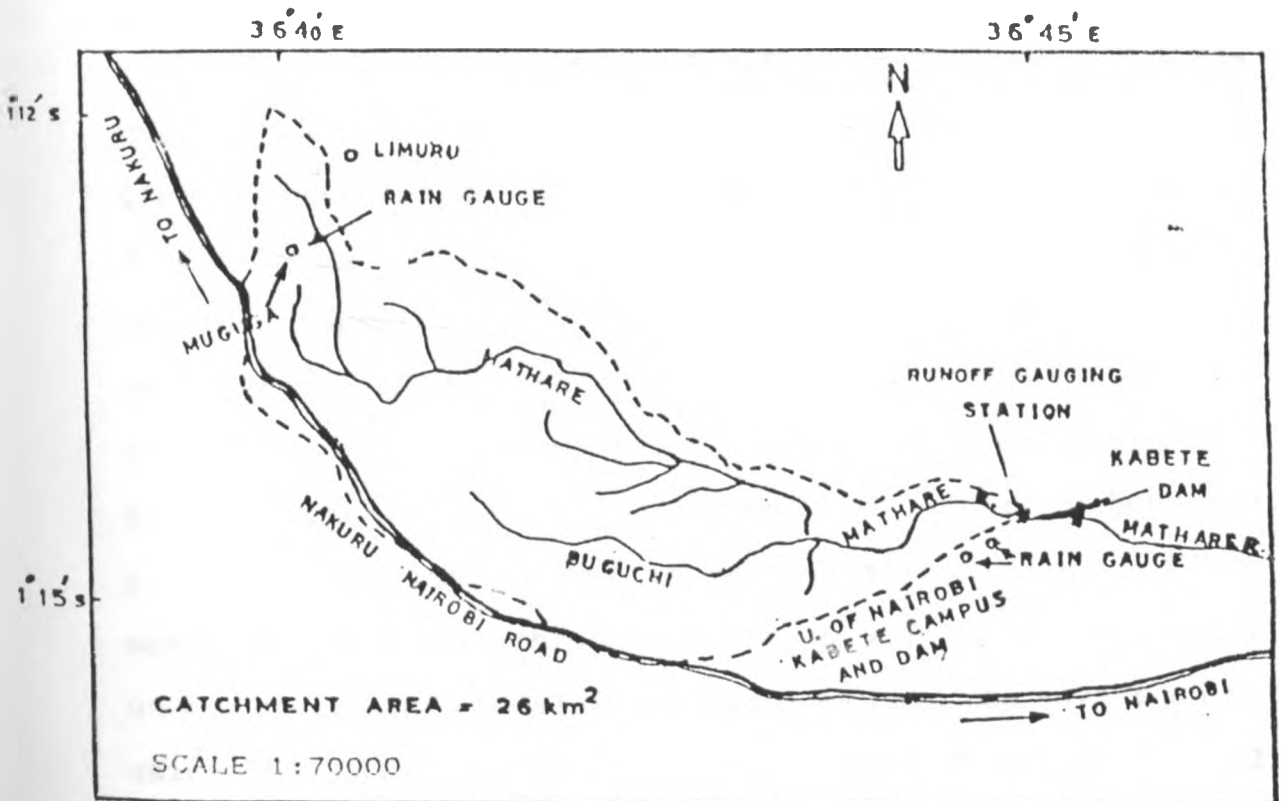 36°40'E
36°45'E
1°12's
N
LIMURU
RAIN GAUGE
TO NAKURU
MUGUGA
MATHARE
RUNOFF GAUGING
STATION
KABETE
DAM
MATHARE R.
MATHARE R
NAKURU NAIROBI ROAD
BUGUCHI
RAIN GAUGE
1°15's
U. OF NAIROBI
KABETE CAMPUS
AND DAM
TO NAIROBI
CATCHMENT AREA = 26 km²
SCALE 1:70000